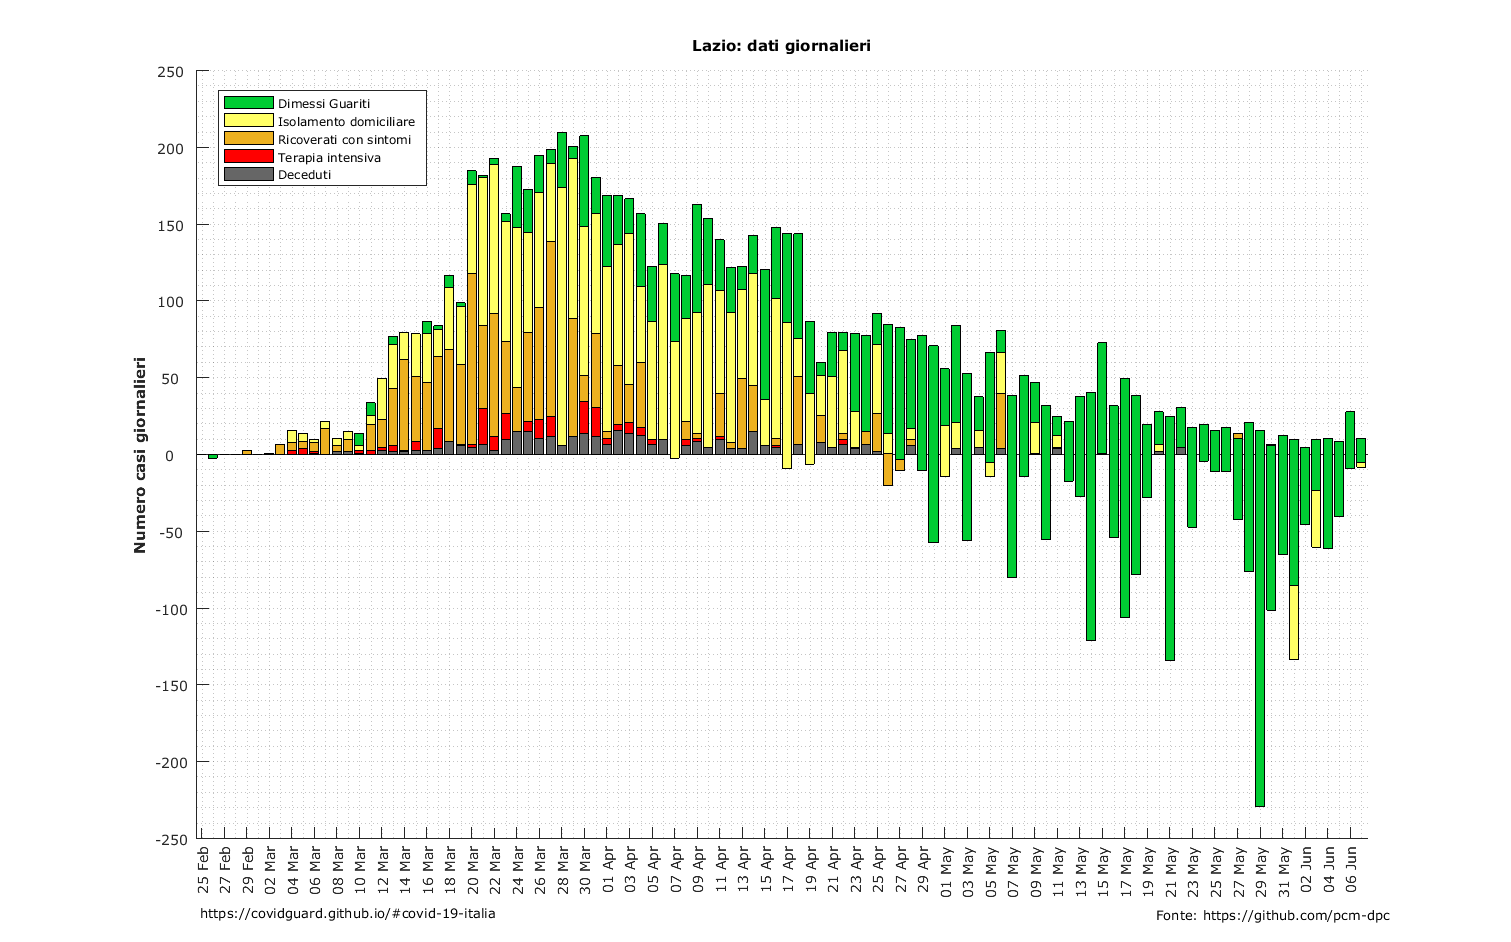 Lazio: dati giornalieri
250
200
150
100
50
0
-50
-100
-150
-200
-250
Numero casi giornalieri
Dimessi Guariti
Isolamento domiciliare
Ricoverati con sintomi
Terapia intensiva
Deceduti
25 Feb
27 Feb
29 Feb
02 Mar
04 Mar
06 Mar
08 Mar
10 Mar
12 Mar
14 Mar
16 Mar
18 Mar
20 Mar
22 Mar
24 Mar
26 Mar
28 Mar
30 Mar
01 Apr
03 Apr
05 Apr
07 Apr
09 Apr
11 Apr
13 Apr
15 Apr
17 Apr
19 Apr
21 Apr
23 Apr
25 Apr
27 Apr
29 Apr
01 May
03 May
05 May
07 May
09 May
11 May
13 May
15 May
17 May
19 May
21 May
23 May
25 May
27 May
29 May
31 May
02 Jun
04 Jun
06 Jun
https://covidguard.github.io/#covid-19-italia
Fonte: https://github.com/pcm-dpc